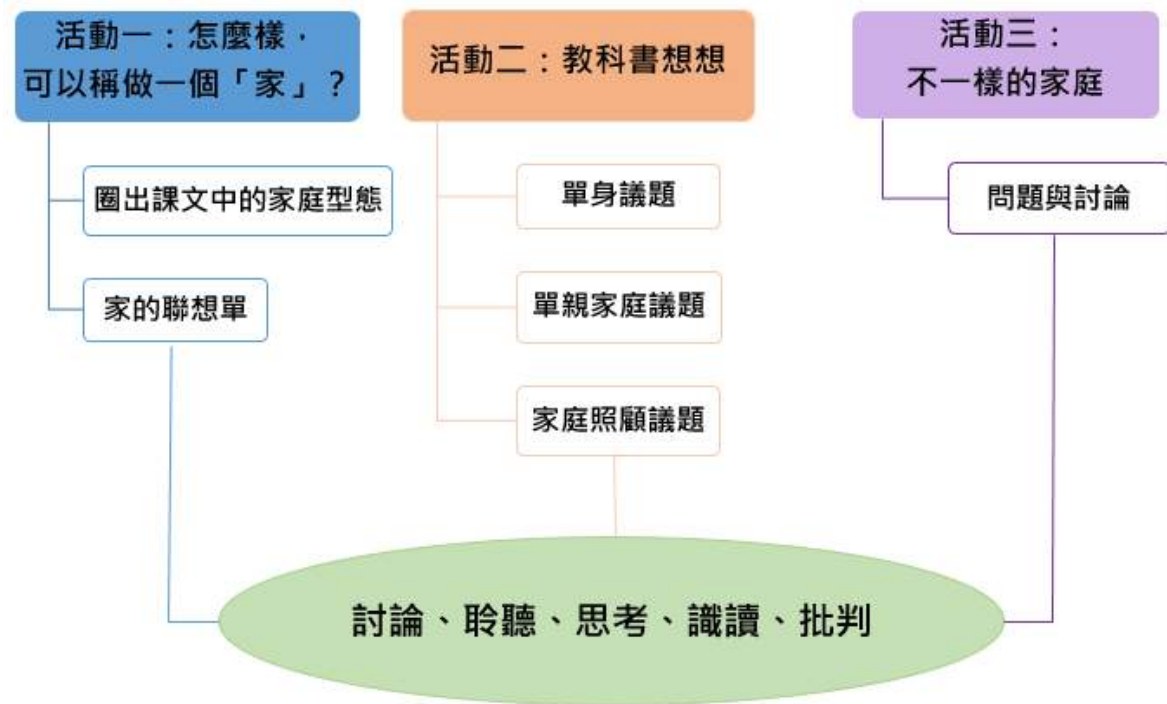 活動一：怎麼�，
可以稱做一個「家」？
圈出課文中的家庭型態
家的聯想單
活動二：教科書想想
單身議題
單親家庭議題
家庭照顧議題
活動三：
不一樣的家庭
問題與討論
討論、聆聽、思考、識讀、批判